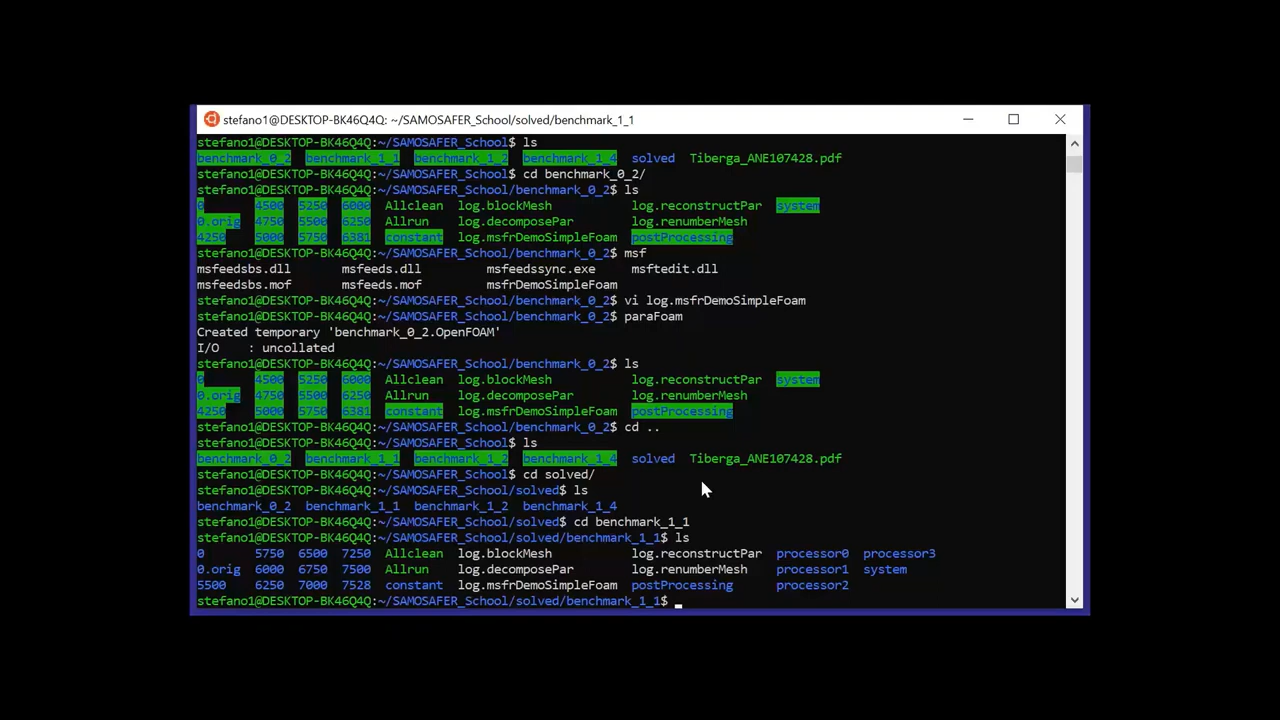 stefano1@DESKTOP-BK46Q4Q: ~/SAMOSAFER_School/solved/benchmark_1_1
stefano1@DESKTOP-BK46Q4Q:~/SAMOSAFER_School$ ls
benchmark_0_2 benchmark_1_1 benchmark_1_2 benchmark_1_4 solved Tiberga_ANE107428.pdf
stefano1@DESKTOP-BK46Q4Q:~/SAMOSAFER_School$ cd benchmark_0_2/
stefano1@DESKTOP-BK46Q4Q:~/SAMOSAFER_School/benchmark_0_2$ ls
0 4500 5250 6000 Allclean log.blockMesh log.reconstructPar system
0.orig 4750 5500 6250 Allrun log.decomposePar log.renumberMesh
4250 5000 5750 6381 constant log.msfrDemoSimpleFoam postProcessing
stefano1@DESKTOP-BK46Q4Q:~/SAMOSAFER_School/benchmark_0_2$ msf
msfeedsbs.dll msfeeds.dll msfeedssync.exe msftedit.dll
msfeedsbs.mof msfeeds.mof msfrDemoSimpleFoam
stefano1@DESKTOP-BK46Q4Q:~/SAMOSAFER_School/benchmark_0_2$ vi log.msfrDemoSimpleFoam
stefano1@DESKTOP-BK46Q4Q:~/SAMOSAFER_School/benchmark_0_2$ paraFoam
Created temporary 'benchmark_0_2.OpenFOAM'
I/O : uncollated
stefano1@DESKTOP-BK46Q4Q:~/SAMOSAFER_School/benchmark_0_2$ ls
0 4500 5250 6000 Allclean log.blockMesh log.reconstructPar system
0.orig 4750 5500 6250 Allrun log.decomposePar log.renumberMesh
4250 5000 5750 6381 constant log.msfrDemoSimpleFoam postProcessing
stefano1@DESKTOP-BK46Q4Q:~/SAMOSAFER_School/benchmark_0_2$ cd ..
stefano1@DESKTOP-BK46Q4Q:~/SAMOSAFER_School$ ls
benchmark_0_2 benchmark_1_1 benchmark_1_2 benchmark_1_4 solved Tiberga_ANE107428.pdf
stefano1@DESKTOP-BK46Q4Q:~/SAMOSAFER_School$ cd solved/
stefano1@DESKTOP-BK46Q4Q:~/SAMOSAFER_School/solved$ ls
benchmark_0_2 benchmark_1_1 benchmark_1_2 benchmark_1_4
stefano1@DESKTOP-BK46Q4Q:~/SAMOSAFER_School/solved$ cd benchmark_1_1
stefano1@DESKTOP-BK46Q4Q:~/SAMOSAFER_School/solved/benchmark_1_1$ ls
0 5750 6500 7250 Allclean log.blockMesh log.reconstructPar processor0 processor3
0.orig 6000 6750 7500 Allrun log.decomposePar log.renumberMesh processor1 system
5500 6250 7000 7528 constant log.msfrDemoSimpleFoam postProcessing processor2
stefano1@DESKTOP-BK46Q4Q:~/SAMOSAFER_School/solved/benchmark_1_1$